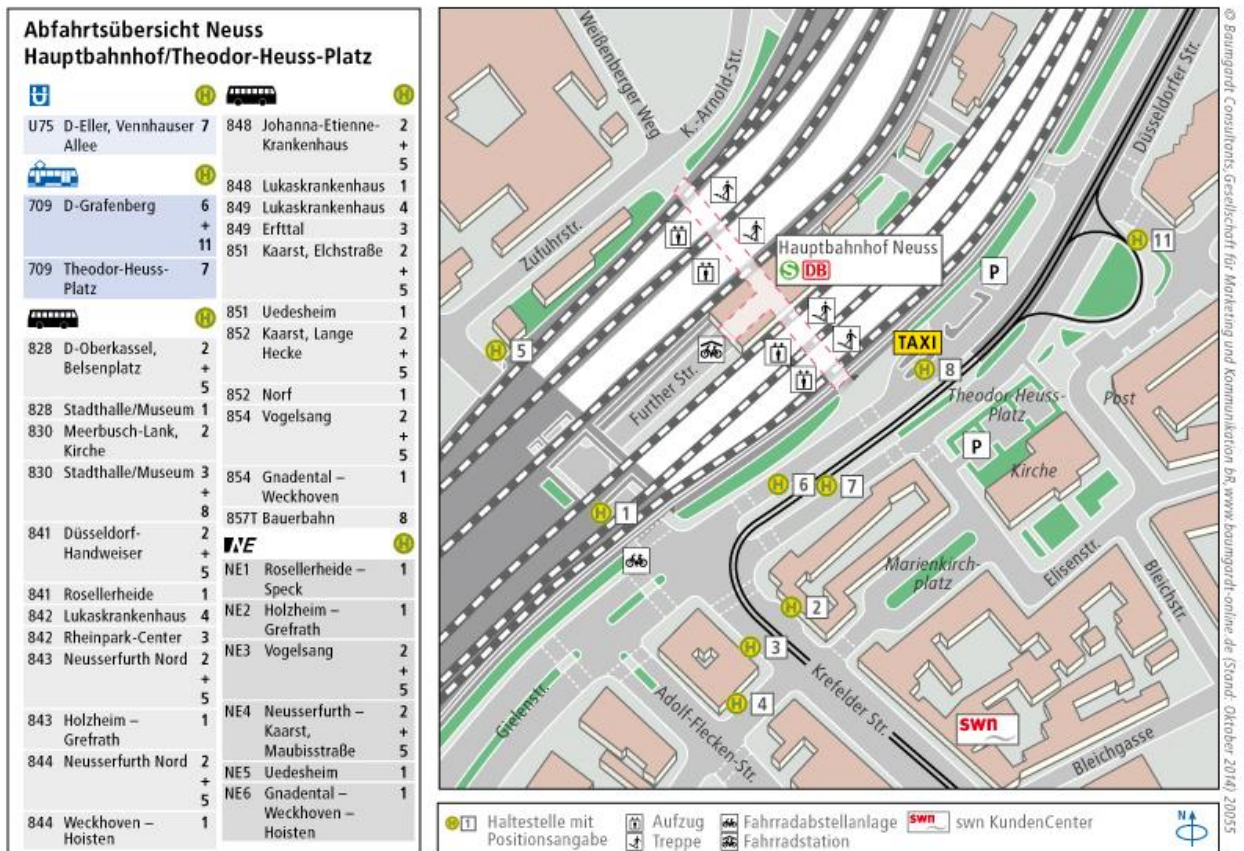 Abfahrtsübersicht Neuss
Hauptbahnhof/Theodor-Heuss-Platz
U H
U75 D-Eller, Vennhauser 7
Allee
H
709 D-Grafenberg 6
+
11
709 Theodor-Heuss- 7
Platz
H
828 D-Oberkassel, 2
Belsenplatz +
5
828 Stadthalle/Museum 1
830 Meerbusch-Lank, 2
Kirche
830 Stadthalle/Museum 3
+
8
841 Düsseldorf- 2
Handweiser +
5
841 Rosellerheide 1
842 Lukaskrankenhaus 4
842 Rheinpark-Center 3
843 Neusserfurth Nord 2
+
5
843 Holzheim – 1
Grefrath
844 Neusserfurth Nord 2
+
5
844 Weckhoven – 1
Hoisten
H
848 Johanna-Etienne- 2
Krankenhaus +
5
848 Lukaskrankenhaus 1
849 Lukaskrankenhaus 4
849 Erfttal 3
851 Kaarst, Elchstraße 2
+
5
851 Uedesheim 1
852 Kaarst, Lange 2
Hecke +
5
852 Norf 1
854 Vogelsang 2
+
5
854 Gnadental – 1
Weckhoven
857T Bauerbahn 8
NE H
NE1 Rosellerheide – 1
Speck
NE2 Holzheim – 1
Grefrath
NE3 Vogelsang 2
+
5
NE4 Neusserfurth – 2
Kaarst, +
Maubisstraße 5
NE5 Uedesheim 1
NE6 Gnadental – 1
Weckhoven –
Hoisten
Weißenberger Weg
K.-Arnold-Str.
Düsseldorfer Str.
Zufuhrstr.
Hauptbahnhof Neuss
S DB
H 11
P
H 5
TAXI
H 8
Further Str.
Theodor-Heuss-
Platz
Post
P
Kirche
H 6 H 7
H 1
Marienkirch-
platz
Elisenstr.
Bleichstr.
H 2
H 3
H 4
Krefelder Str.
Gielenstr.
Adolf-Flecken-Str.
swn
Bleichgasse
H 1 Haltestelle mit
Positionsangabe
Aufzug
Treppe
Fahrradabstellanlage
Fahrradstation
swn swn KundenCenter
N
© Baumgardt Consultants, Gesellschaft für Marketing und Kommunikation bR, www.baumgardt-online.de (Stand: Oktober 2014) 20055